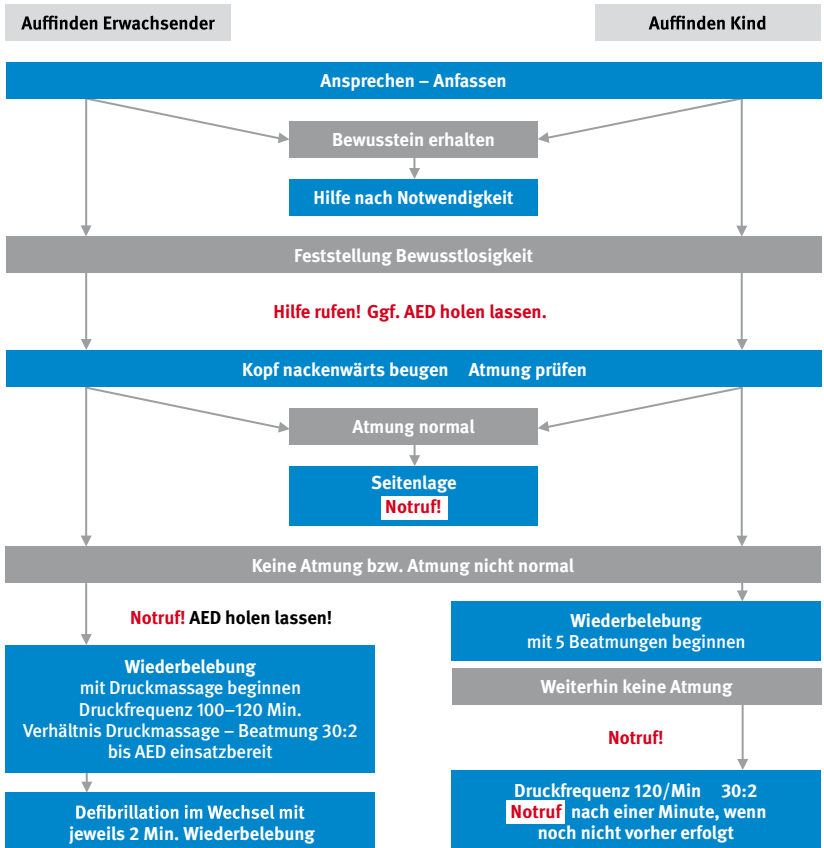 Auffinden Erwachsender
Auffinden Kind
Ansprechen – Anfassen
Bewusstein erhalten
Hilfe nach Notwendigkeit
Feststellung Bewusstlosigkeit
Hilfe rufen! Ggf. AED holen lassen.
Kopf nackenwärts beugen Atmung prüfen
Atmung normal
Seitenlage
Notruf!
Keine Atmung bzw. Atmung nicht normal
Notruf! AED holen lassen!
Wiederbelebung
mit Druckmassage beginnen
Druckfrequenz 100–120 Min.
Verhältnis Druckmassage – Beatmung 30:2
bis AED einsatzbereit
Defibrillation im Wechsel mit
jeweils 2 Min. Wiederbelebung
Wiederbelebung
mit 5 Beatmungen beginnen
Weiterhin keine Atmung
Notruf!
Druckfrequenz 120/Min 30:2
Notruf nach einer Minute, wenn
noch nicht vorher erfolgt